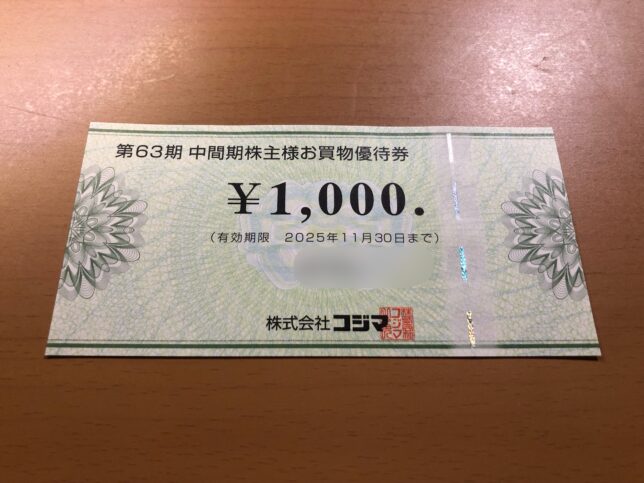 第63期 中間期株主様お買物優待券
¥1,000.
(有効期限 2025年11月30日まで)
株式会社 コジマ